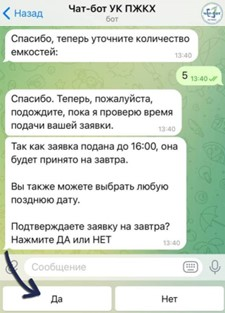 Назад
Чат-бот УК ПЖКХ
бот
Спасибо, теперь уточните количество
емкостей:
13:40
5 13:40
Спасибо. Теперь, пожалуйста,
подождите, пока я проверю время
подачи вашей заявки.
13:40
Так как заявка подана до 16:00, она
будет принято на завтра.
Вы также можете выбрать любую
позднюю дату.
Подтверждаете заявку на завтра?
Нажмите ДА или НЕТ
13:40
Сообщение
Да
Нет